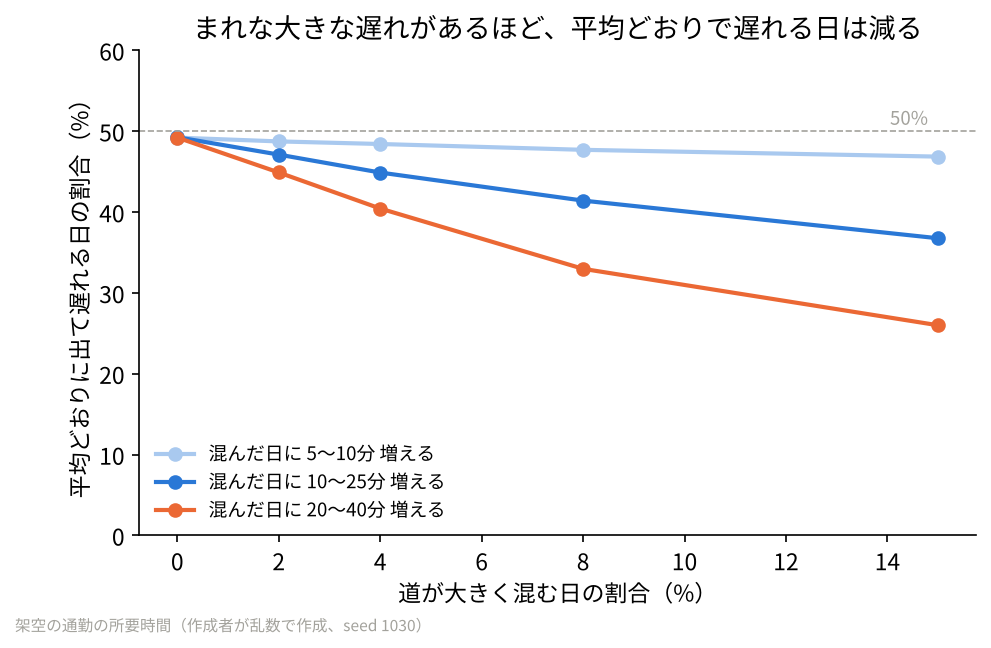 まれな大きな遅れがあるほど、平均どおりで遅れる日は減る
平均どおりに出て遅れる日の割合（%）
60
50
40
30
20
10
0
50%
混んだ日に 5〜10分 増える
混んだ日に 10〜25分 増える
混んだ日に 20〜40分 増える
0 2 4 6 8 10 12 14
道が大きく混む日の割合（%）
架空の通勤の所要時間（作成者が乱数で作成、seed 1030）